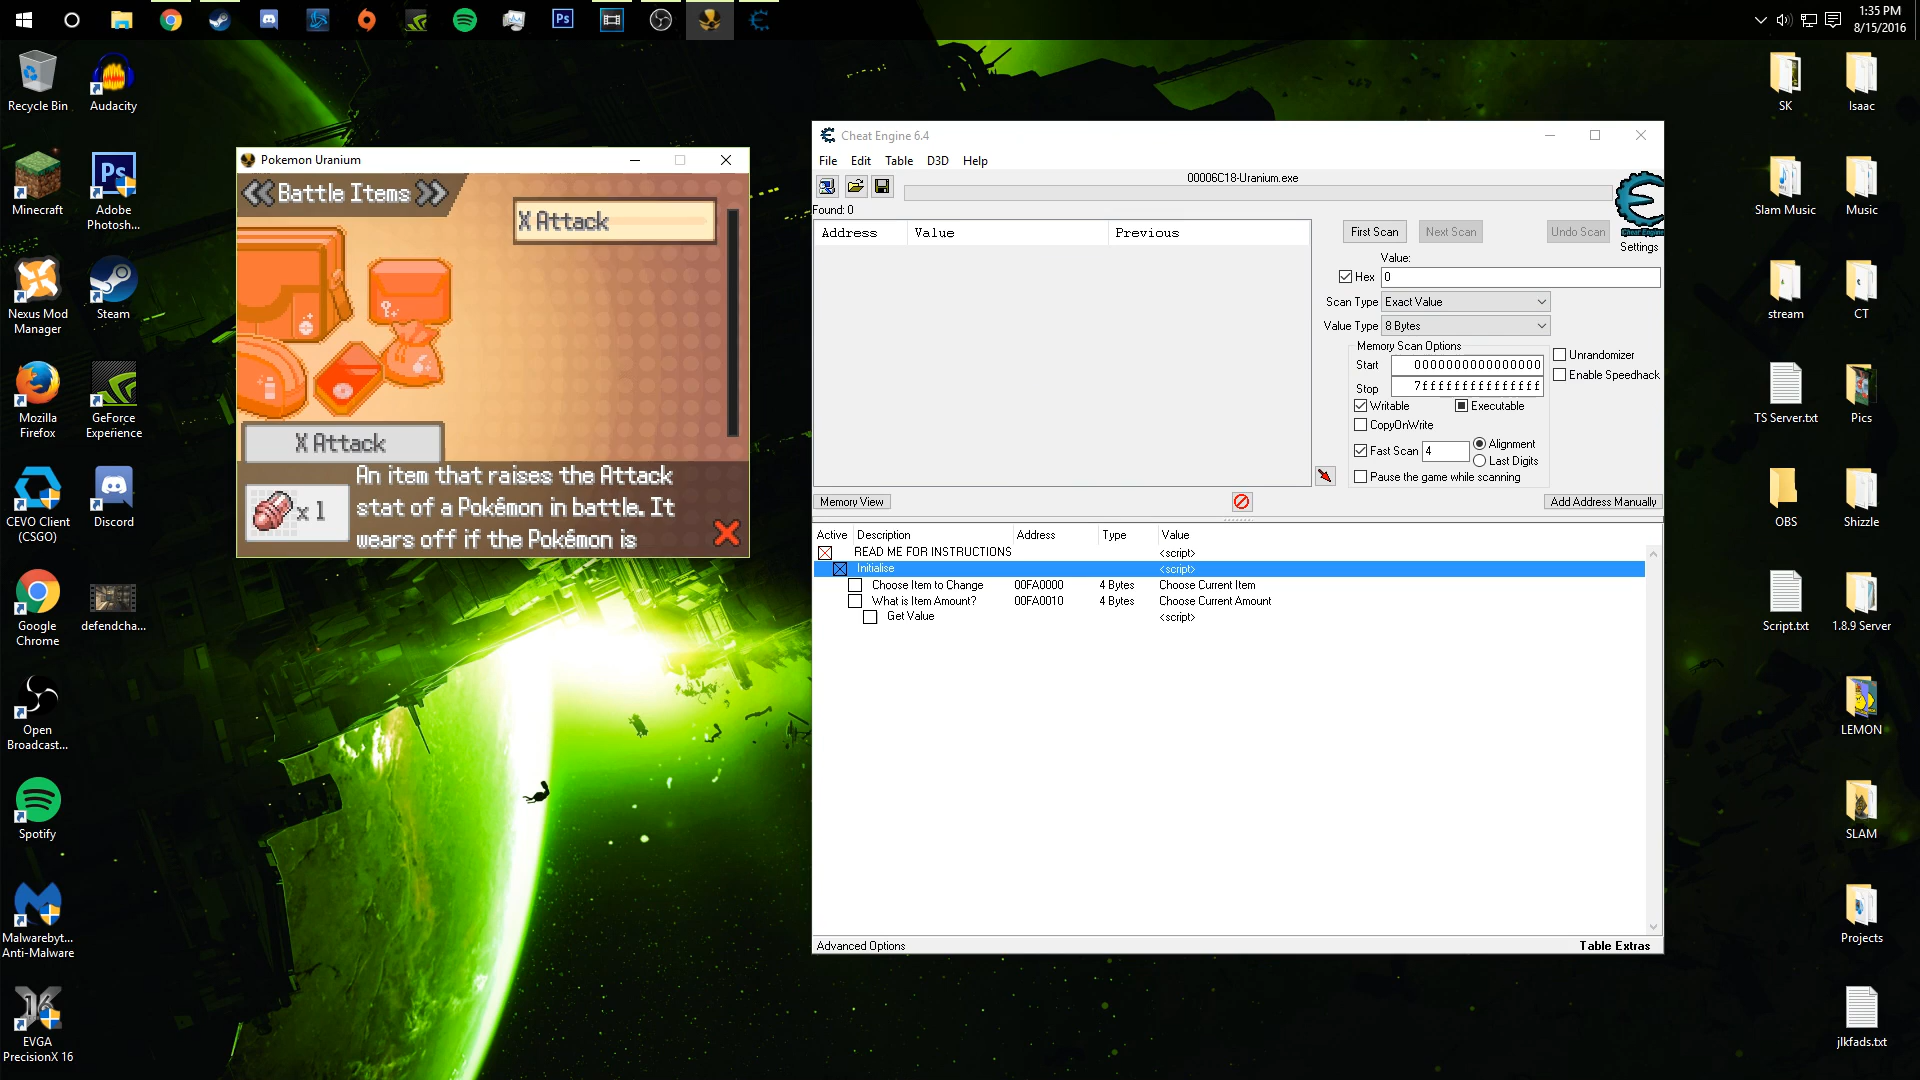 1:35 PM
8/15/2016
Recycle Bin
Audacity
Minecraft
Adobe
Photosh...
Nexus Mod
Manager
Steam
Mozilla
Firefox
GeForce
Experience
CEVO Client
(CSGO)
Discord
Google
Chrome
defendcha...
Open
Broadcast...
Spotify
Malwarebyt...
Anti-Malware
16
EVGA
PrecisionX 16
Ps
Ps
Pokemon Uranium
Battle Items
X Attack
X Attack
x 1
An item that raises the Attack
stat of a Pokémon in battle. It
wears off if the Pokémon is
Cheat Engine 6.4
File Edit Table D3D Help
00006C18-Uranium.exe
Found: 0
Address Value Previous
First Scan Next Scan Undo Scan
Cheat Engine
Settings
Value:
Hex 0
Scan Type Exact Value
Value Type 8 Bytes
Memory Scan Options
Start 0000000000000000
Stop 7fffffffffffffff
Writable Executable
CopyOnWrite
Fast Scan 4 Alignment
Last Digits
Pause the game while scanning
Unrandomizer
Enable Speedhack
Memory View Add Address Manually
Active Description Address Type Value
READ ME FOR INSTRUCTIONS <script>
Initialise <script>
Choose Item to Change 00FA0000 4 Bytes Choose Current Item
What is Item Amount? 00FA0010 4 Bytes Choose Current Amount
Get Value <script>
Advanced Options Table Extras
SK
Isaac
Slam Music
Music
stream
CT
TS Server.txt
Pics
OBS
Shizzle
Script.txt
1.8.9 Server
LEMON
SLAM
Projects
jlkfads.txt